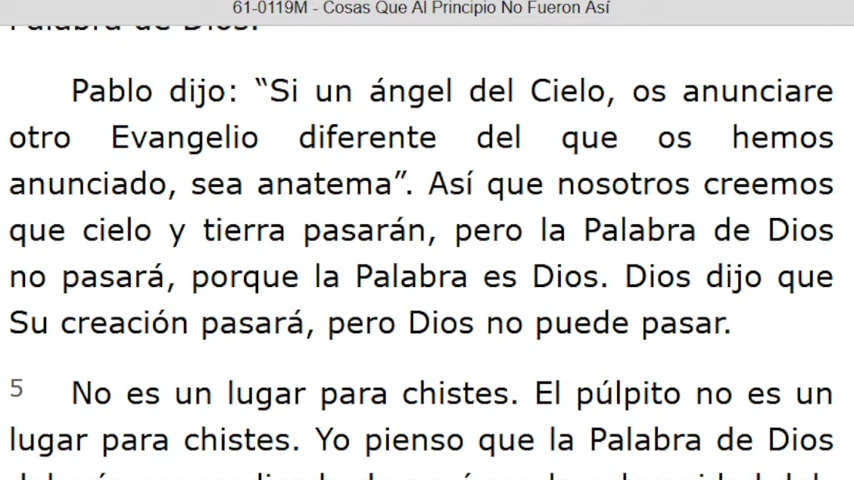 61-0119M - Cosas Que Al Principio No Fueron Así
Palabra de Dios.
Pablo dijo: “Si un ángel del Cielo, os anunciare
otro Evangelio diferente del que os hemos
anunciado, sea anatema”. Así que nosotros creemos
que cielo y tierra pasarán, pero la Palabra de Dios
no pasará, porque la Palabra es Dios. Dios dijo que
Su creación pasará, pero Dios no puede pasar.
5 No es un lugar para chistes. El púlpito no es un
lugar para chistes. Yo pienso que la Palabra de Dios